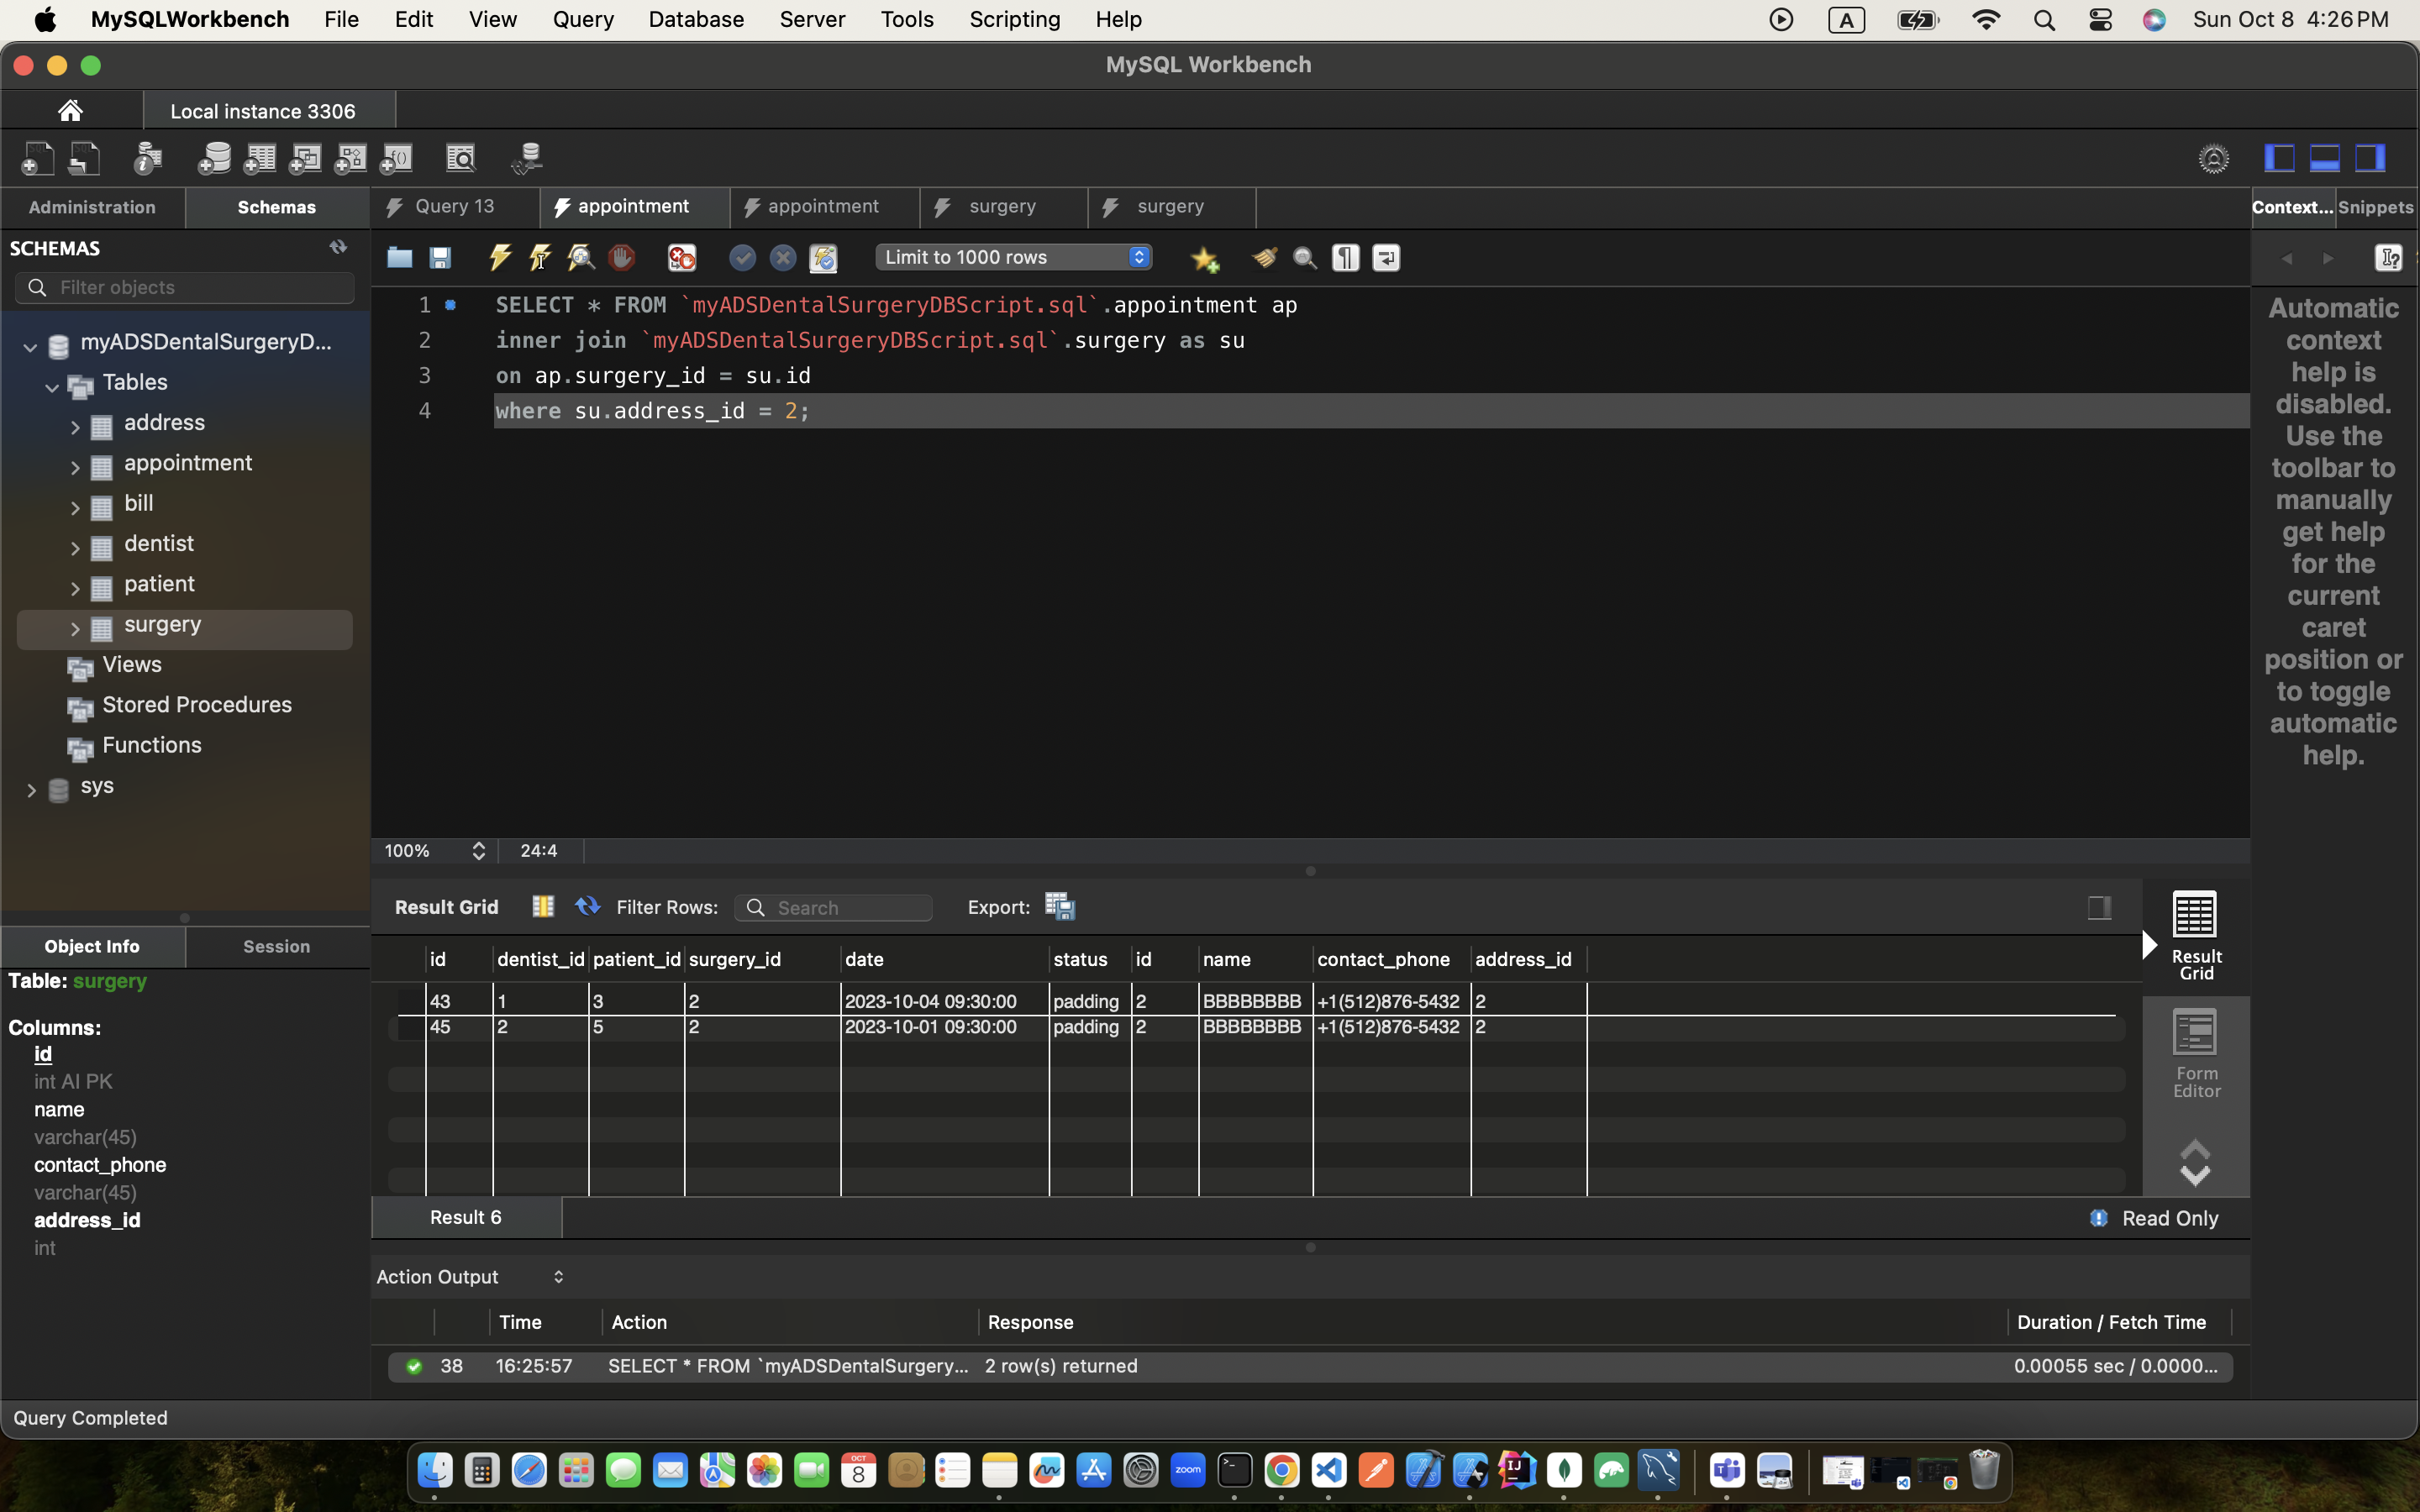 MySQLWorkbench File Edit View Query Database Server Tools Scripting Help A Sun Oct 8 4:26 PM
MySQL Workbench
Local instance 3306
Administration Schemas
Query 13 appointment appointment surgery surgery
Context... Snippets
SCHEMAS
Filter objects
myADSDentalSurgeryD...
Tables
address
appointment
bill
dentist
patient
surgery
Views
Stored Procedures
Functions
sys
Limit to 1000 rows
1 SELECT * FROM `myADSDentalSurgeryDBScript.sql`.appointment ap
2 inner join `myADSDentalSurgeryDBScript.sql`.surgery as su
3 on ap.surgery_id = su.id
4 where su.address_id = 2;
Automatic
context
help is
disabled.
Use the
toolbar to
manually
get help
for the
current
caret
position or
to toggle
automatic
help.
100% 24:4
Result Grid Filter Rows: Search Export:
id dentist_id patient_id surgery_id date status id name contact_phone address_id
43 1 3 2 2023-10-04 09:30:00 padding 2 BBBBBBBB +1(512)876-5432 2
45 2 5 2 2023-10-01 09:30:00 padding 2 BBBBBBBB +1(512)876-5432 2
Result
Grid
Form
Editor
Result 6 Read Only
Object Info Session
Table: surgery
Columns:
id
int AI PK
name
varchar(45)
contact_phone
varchar(45)
address_id
int
Action Output
Time Action Response Duration / Fetch Time
38 16:25:57 SELECT * FROM `myADSDentalSurgery... 2 row(s) returned 0.00055 sec / 0.0000...
Query Completed
OCT
8
zoom
IJ